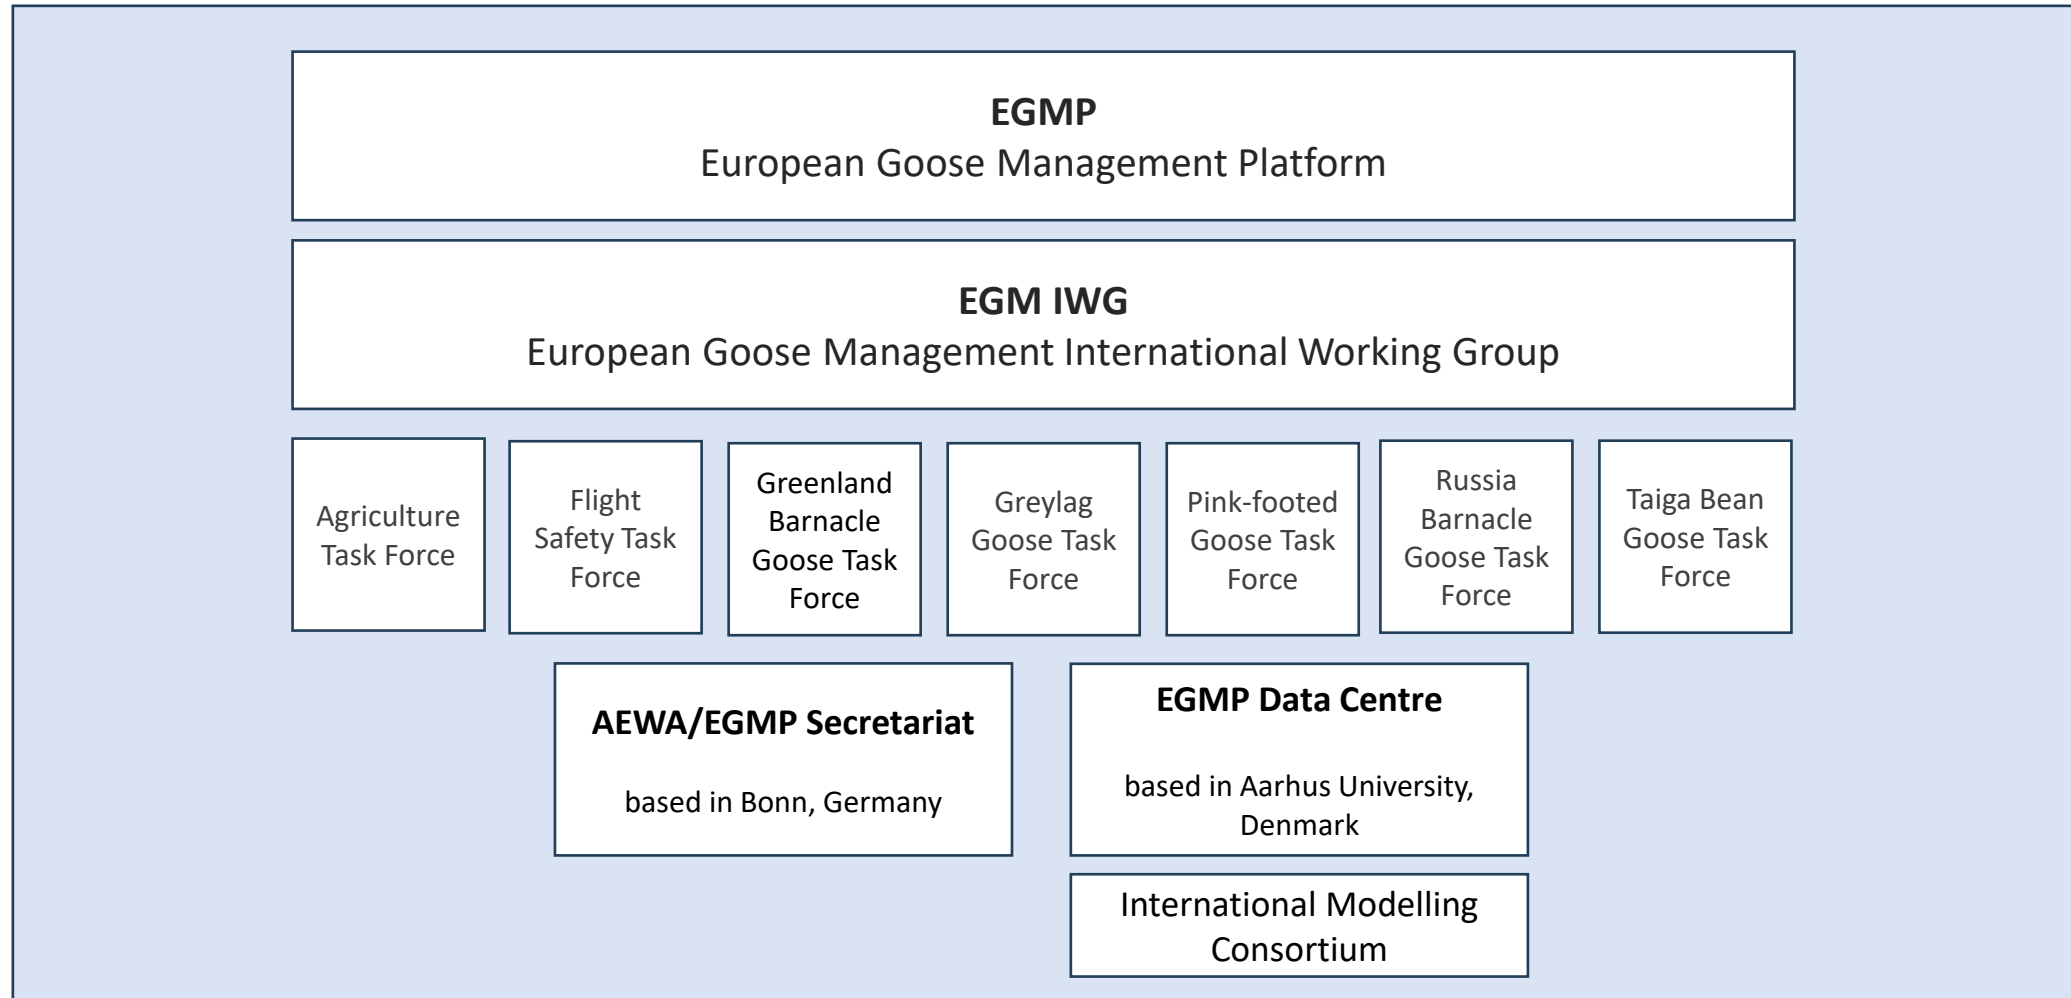 EGMP
European Goose Management Platform
EGM IWG
European Goose Management International Working Group
Agriculture
Task Force
Flight
Safety Task
Force
Greenland
Barnacle
Goose Task
Force
Greylag
Goose Task
Force
Pink-footed
Goose Task
Force
Russia
Barnacle
Goose Task
Force
Taiga Bean
Goose Task
Force
AEWA/EGMP Secretariat
based in Bonn, Germany
EGMP Data Centre
based in Aarhus University,
Denmark
International Modelling
Consortium